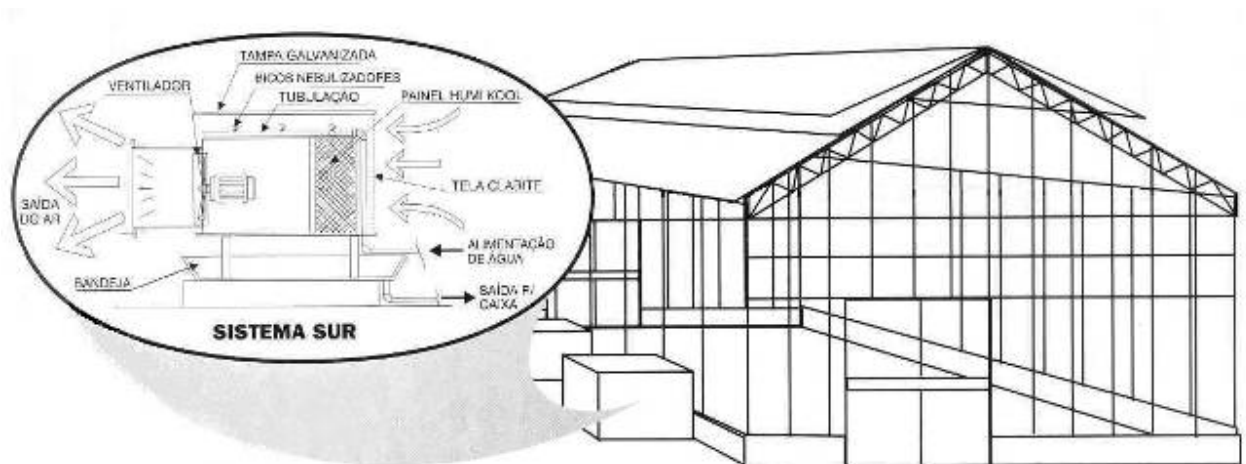 TAMPA GALVANIZADA
BICOS NEBULIZADORES
VENTILADOR
TUBULAÇÃO
PAINEL HUMI KOOL
TELA CLARITE
SAÍDA
DO AR
ALIMENTAÇÃO
DE ÁGUA
BANDEJA
SAÍDA P/
CAIXA
SISTEMA SUR